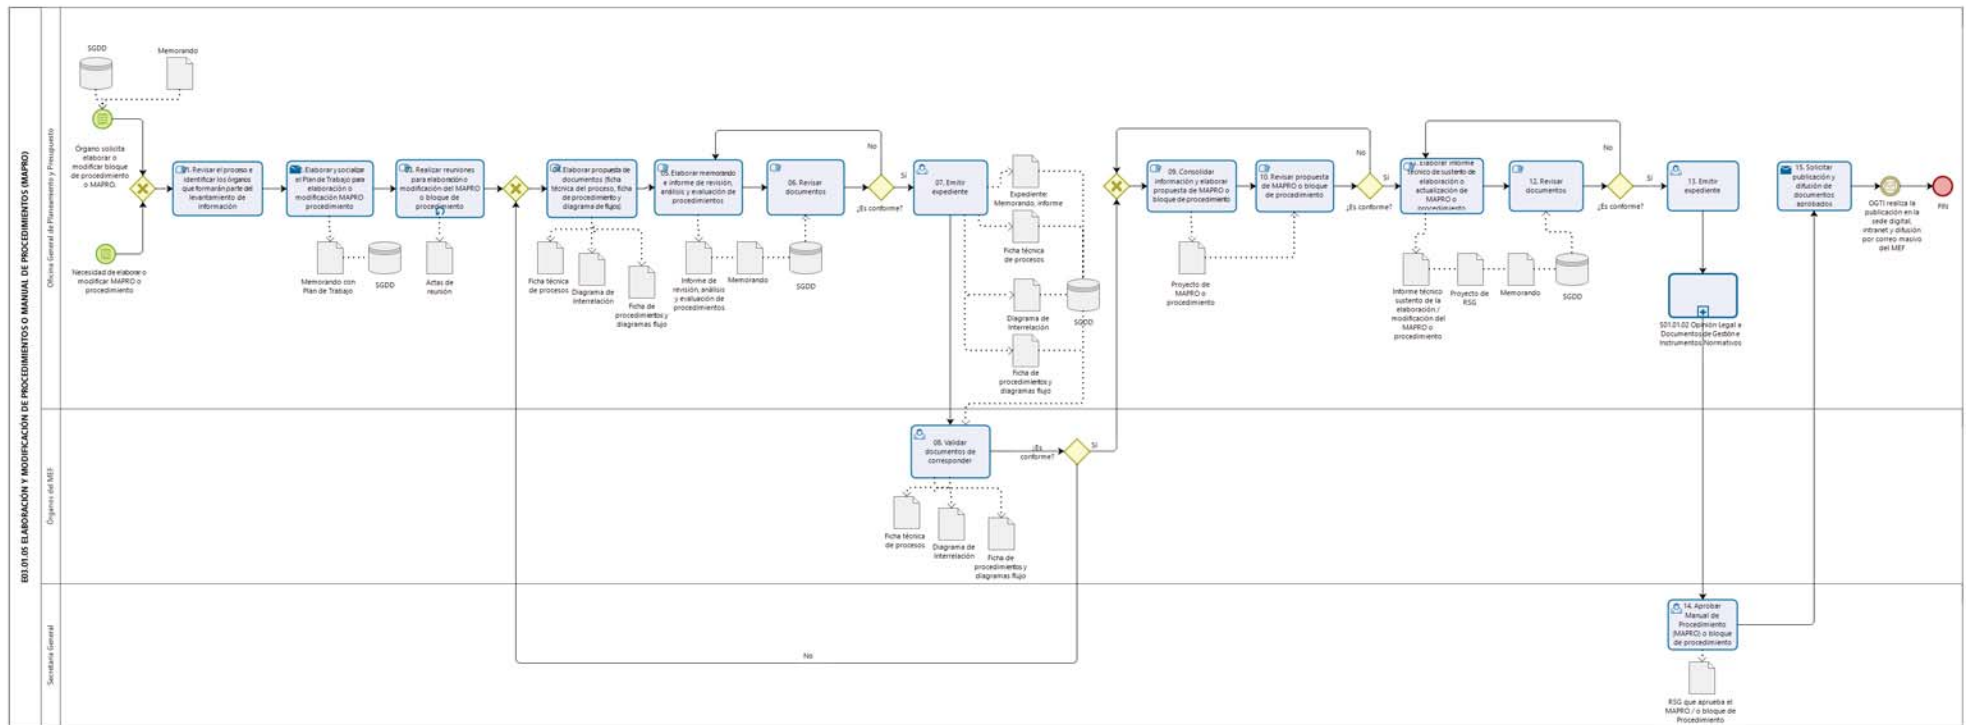 E03.01.05 ELABORACIÓN Y MODIFICACIÓN DE PROCEDIMIENTOS O MANUAL DE PROCEDIMIENTOS (MAPRO)
Oficina General de Planeamiento y Presupuesto
SGDD
Memorando
Órgano solicita
elaborar o
modificar bloque
de procedimiento
o MAPRO.
Necesidad de elaborar o
modificar MAPRO o
procedimiento
Revisar el proceso e
identificar los órganos
que formarán parte del
levantamiento de
información
Elaborar y socializar
el Plan de Trabajo para
elaboración o
modificación MAPRO
procedimiento
Memorando con
Plan de Trabajo
SGDD
Realizar reuniones
para elaboración o
modificación del MAPRO
o bloque de
procedimiento
Actas de
reunión
Elaborar propuesta de
documentos (ficha
técnica del proceso, ficha
de procedimiento y
diagrama de flujo).
Ficha técnica
de procesos
Diagrama de
Interrelación
Ficha de
procedimientos y
diagramas flujo
05. Elaborar memorando
e informe de revisión,
análisis y evaluación de
procedimientos
Informe de
revisión, análisis
y evaluación de
procedimientos
Memorando
SGDD
06. Revisar
documentos
No
Sí
¿Es conforme?
07. Emitir
expediente
Expediente:
Memorando, informe
Ficha técnica
de procesos
Diagrama de
Interrelación
Ficha de
procedimientos y
diagramas flujo
SGDD
09. Consolidar
información y elaborar
propuesta de MAPRO o
bloque de procedimiento
Proyecto de
MAPRO o
procedimiento
10. Revisar propuesta
de MAPRO o bloque de
procedimiento
No
Sí
¿Es conforme?
Elaborar informe
técnico de sustento de
elaboración o
actualización de
MAPRO o
procedimiento
Informe técnico
sustento de la
elaboración /
modificación del
MAPRO o
procedimiento
Proyecto de
RSG
Memorando
SGDD
12. Revisar
documentos
No
Sí
¿Es conforme?
13. Emitir
expediente
S01.01.02 Opinión Legal a
Documentos de Gestión e
Instrumentos Normativos
15. Solicitar
publicación y
difusión de
documentos
aprobados
OGTI realiza la
publicación en la
sede digital,
intranet y difusión
por correo masivo
del MEF
FIN
Órganos del MEF
08. Validar
documentos de
corresponder
¿Es
conforme?
Sí
Ficha técnica
de procesos
Diagrama de
Interrelación
Ficha de
procedimientos y
diagramas flujo
Secretaría General
No
14. Aprobar
Manual de
Procedimiento
(MAPRO) o bloque
de procedimiento
RSG que aprueba el
MAPRO / o bloque de
Procedimiento